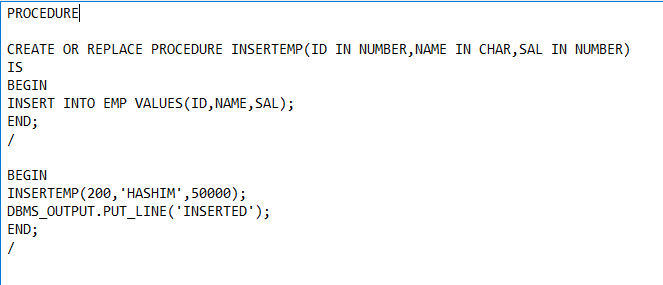 PROCEDURE
CREATE OR REPLACE PROCEDURE INSERTEMP(ID IN NUMBER,NAME IN CHAR,SAL IN NUMBER)
IS
BEGIN
INSERT INTO EMP VALUES(ID,NAME,SAL);
END;
/
BEGIN
INSERTEMP(200,'HASHIM',50000);
DBMS_OUTPUT.PUT_LINE('INSERTED');
END;
/